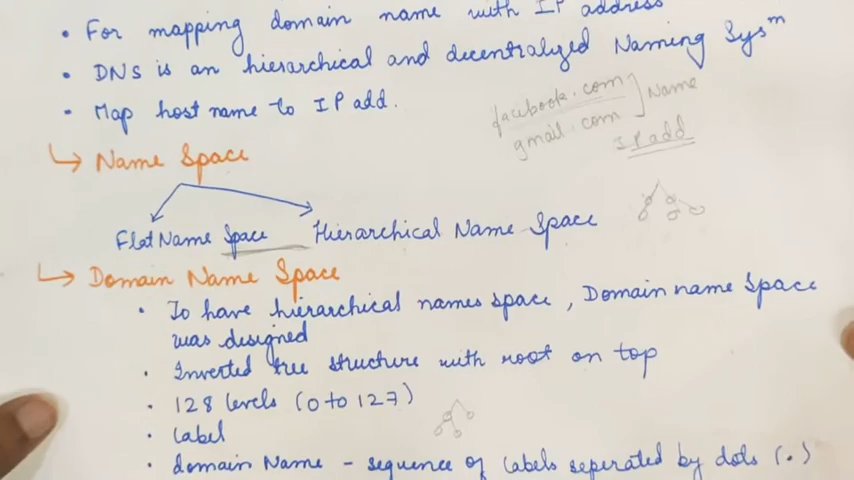 • For mapping domain name with IP address
• DNS is an hierarchical and decentralized Naming Sysm
• Map host name to IP add.
facebook.com
gmail.com
] Name
IP add
↳ Name Space
Flat Name Space
Hierarchical Name Space
↳ Domain Name Space
• To have hierarchical names space, Domain name Space
was designed
• Inverted tree structure with root on top
• 128 levels (0 to 127)
• Label
• domain Name - sequence of labels seperated by dots (.)